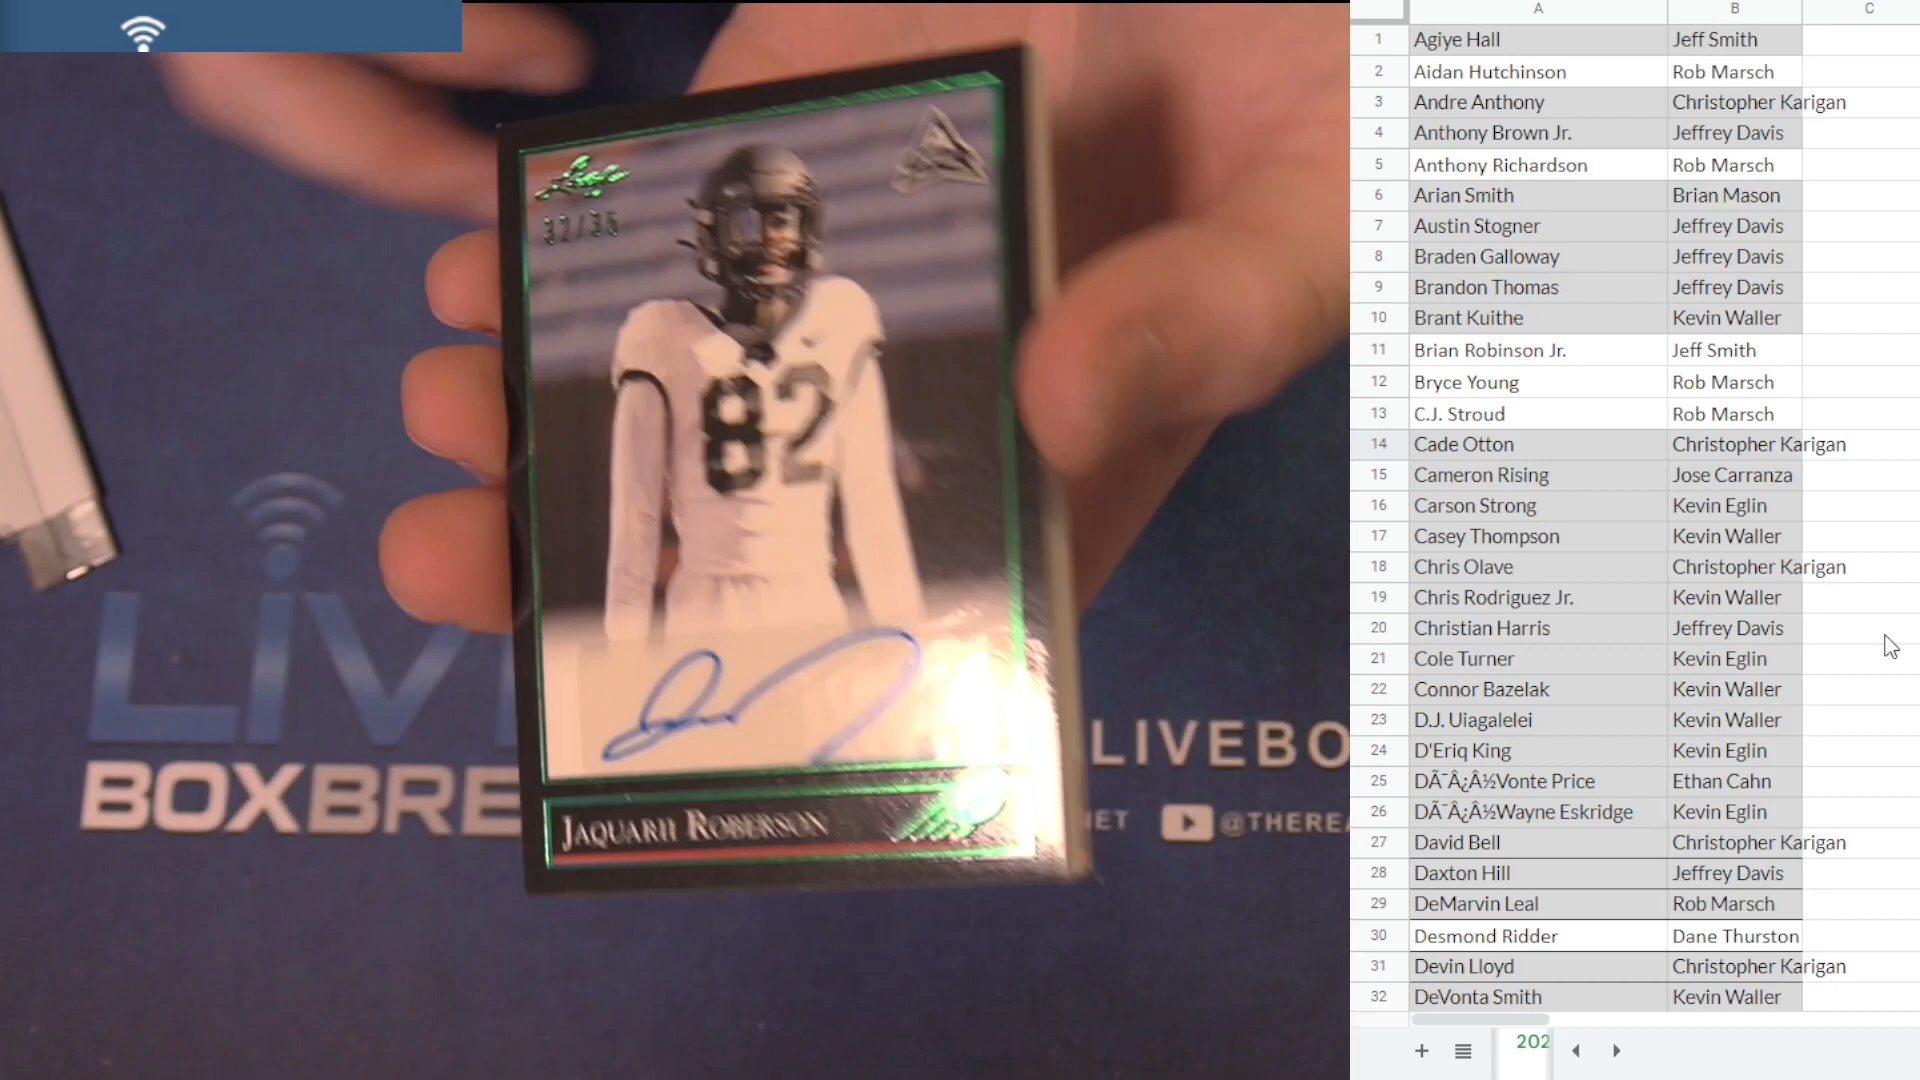 Leaf
32/35
82
JAQUARII ROBERSON
LIV
BOXBRE
LIVEBO
@THEREA
A B C
1 Agiye Hall Jeff Smith
2 Aidan Hutchinson Rob Marsch
3 Andre Anthony Christopher Karigan
4 Anthony Brown Jr. Jeffrey Davis
5 Anthony Richardson Rob Marsch
6 Arian Smith Brian Mason
7 Austin Stogner Jeffrey Davis
8 Braden Galloway Jeffrey Davis
9 Brandon Thomas Jeffrey Davis
10 Brant Kuithe Kevin Waller
11 Brian Robinson Jr. Jeff Smith
12 Bryce Young Rob Marsch
13 C.J. Stroud Rob Marsch
14 Cade Otton Christopher Karigan
15 Cameron Rising Jose Carranza
16 Carson Strong Kevin Eglin
17 Casey Thompson Kevin Waller
18 Chris Olave Christopher Karigan
19 Chris Rodriguez Jr. Kevin Waller
20 Christian Harris Jeffrey Davis
21 Cole Turner Kevin Eglin
22 Connor Bazelak Kevin Waller
23 D.J. Uiagalelei Kevin Waller
24 D'Eriq King Kevin Eglin
25 DÃ¯Â¿Â½Vonte Price Ethan Cahn
26 DÃ¯Â¿Â½Wayne Eskridge Kevin Eglin
27 David Bell Christopher Karigan
28 Daxton Hill Jeffrey Davis
29 DeMarvin Leal Rob Marsch
30 Desmond Ridder Dane Thurston
31 Devin Lloyd Christopher Karigan
32 DeVonta Smith Kevin Waller
202